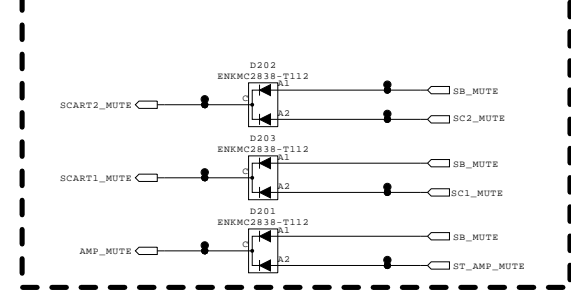 D202
ENKMC2838-T112
A1
SB_MUTE
C
SCART2_MUTE
A2
SC2_MUTE
D203
ENKMC2838-T112
A1
SB_MUTE
C
SCART1_MUTE
A2
SC1_MUTE
D201
ENKMC2838-T112
A1
SB_MUTE
C
AMP_MUTE
A2
ST_AMP_MUTE